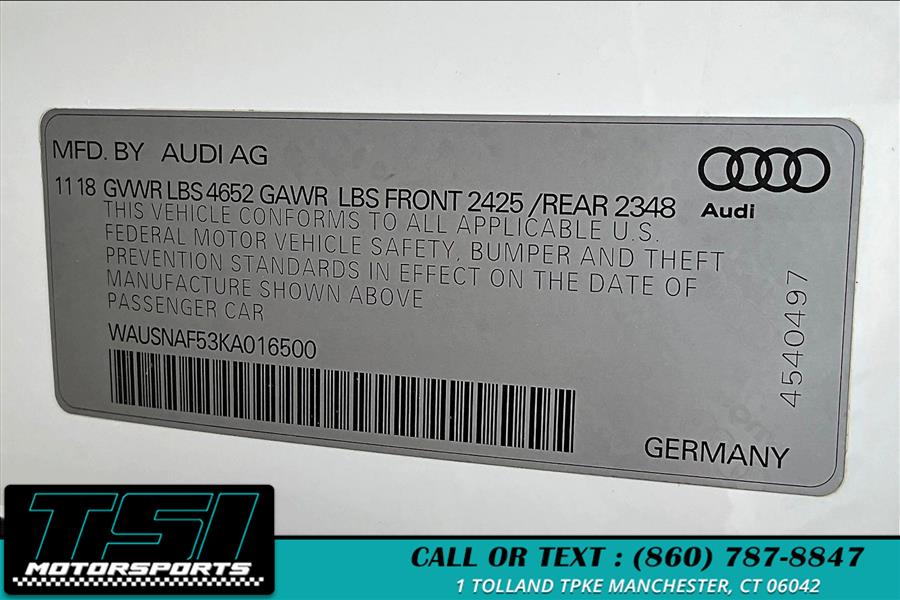 MFD. BY AUDI AG
11 18 GVWR LBS 4652 GAWR LBS FRONT 2425 /REAR 2348
Audi
THIS VEHICLE CONFORMS TO ALL APPLICABLE U.S.
FEDERAL MOTOR VEHICLE SAFETY, BUMPER AND THEFT
PREVENTION STANDARDS IN EFFECT ON THE DATE OF
MANUFACTURE SHOWN ABOVE
PASSENGER CAR
WAUSNAF53KA016500
4540497
GERMANY
TSI
MOTORSPORTS
CALL OR TEXT : (860) 787-8847
1 TOLLAND TPKE MANCHESTER, CT 06042